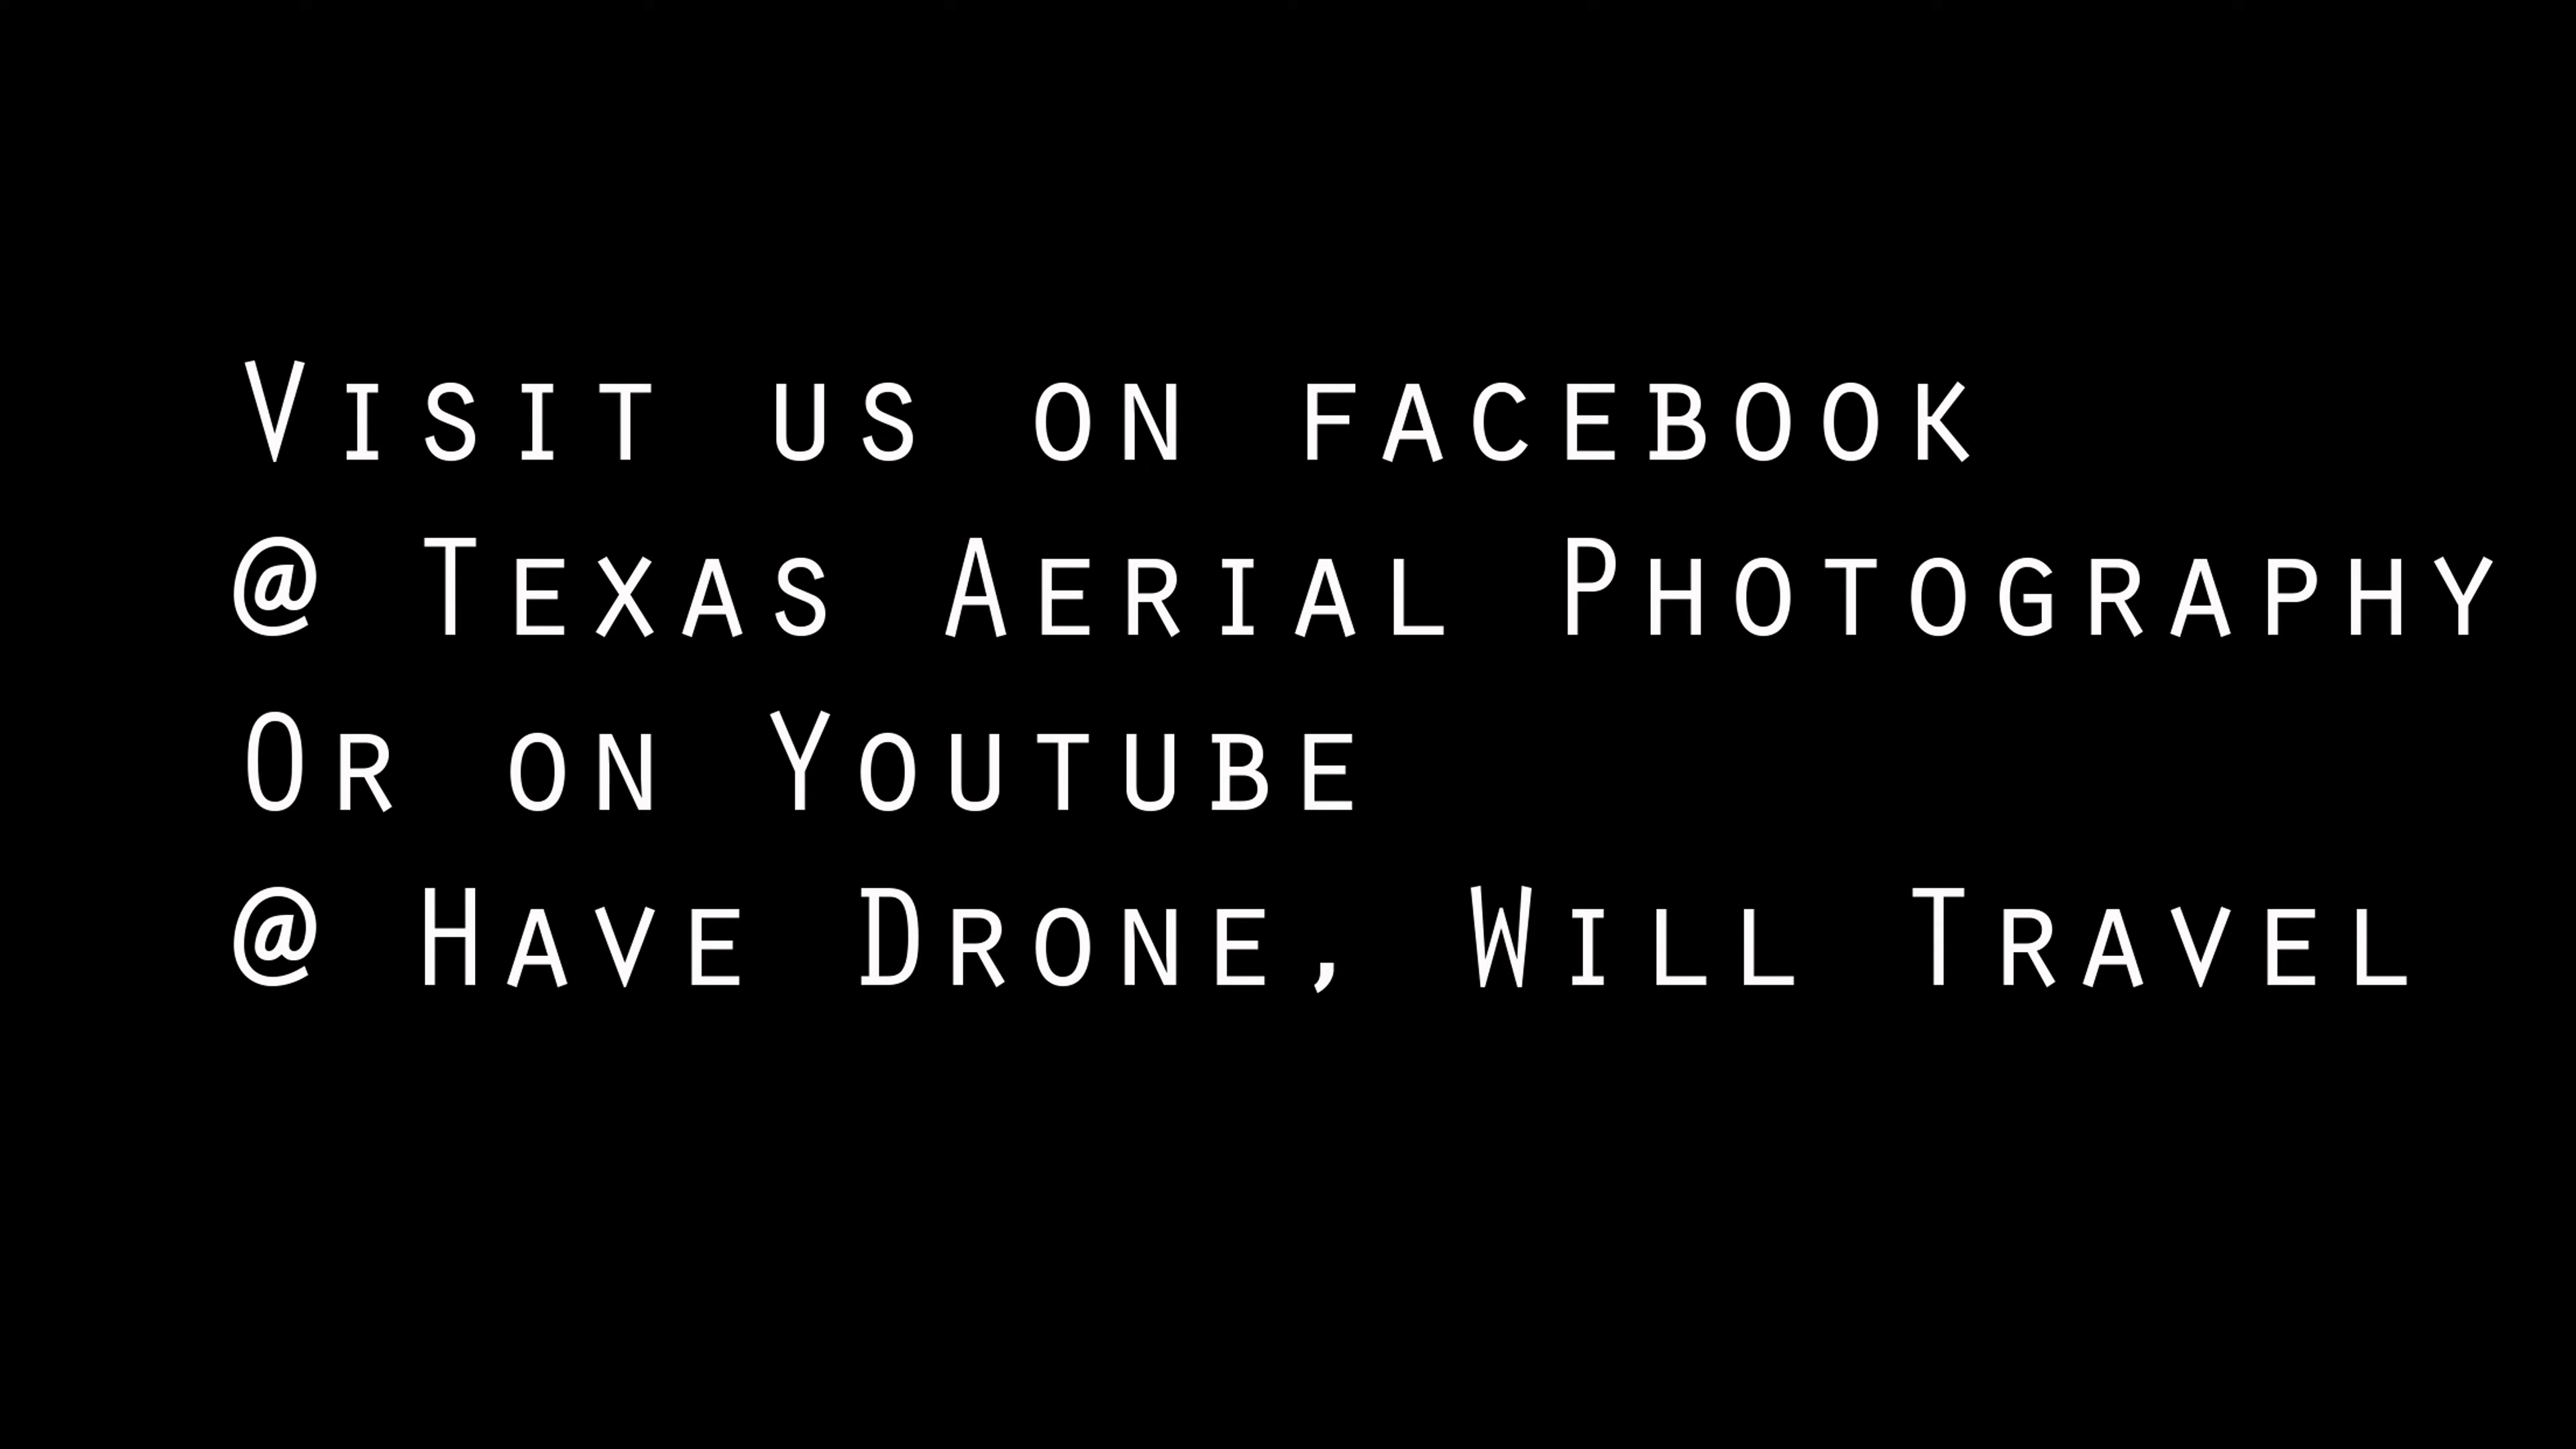 Visit us on facebook
@ Texas Aerial Photography
Or on Youtube
@ Have Drone, Will Travel